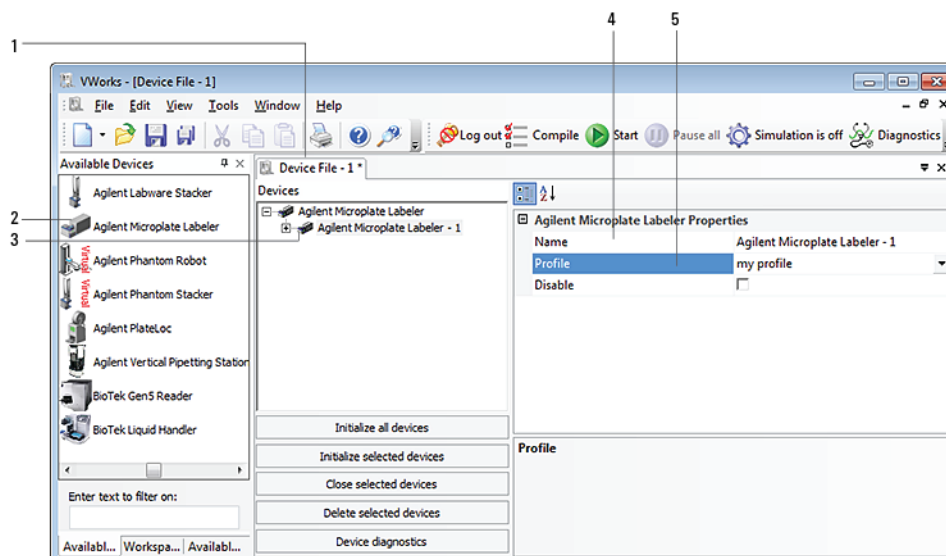 4
5
1
VWorks - [Device File - 1]
File Edit View Tools Window Help
Log out Compile Start Pause all Simulation is off Diagnostics
Available Devices
Device File - 1 *
Devices
Agilent Labware Stacker
Agilent Microplate Labeler
2
Agilent Microplate Labeler
3
Agilent Microplate Labeler - 1
Agilent Phantom Robot
Virtual
Agilent Phantom Stacker
Virtual
Agilent PlateLoc
Agilent Vertical Pipetting Station
BioTek Gen5 Reader
BioTek Liquid Handler
Agilent Microplate Labeler Properties
Name Agilent Microplate Labeler - 1
Profile my profile
Disable
Initialize all devices
Initialize selected devices
Close selected devices
Delete selected devices
Device diagnostics
Profile
Enter text to filter on:
Availabl... Workspa... Availabl...